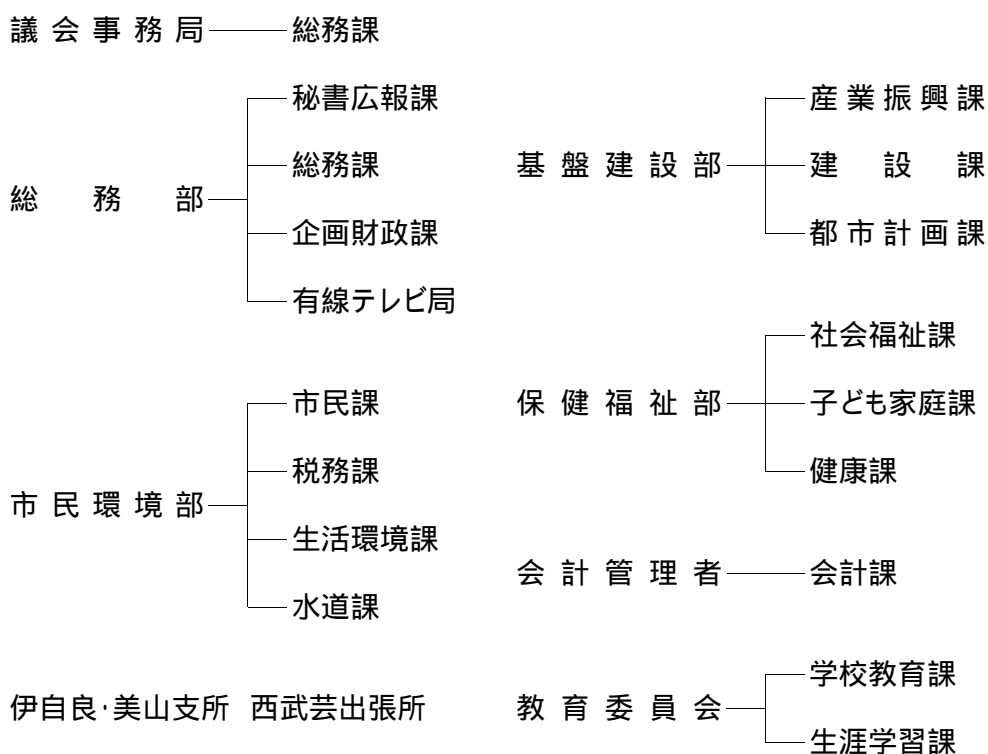 議会事務局 総務課
総務部
秘書広報課
総務課
企画財政課
有線テレビ局
市民環境部
市民課
税務課
生活環境課
水道課
伊自良·美山支所 西武芸出張所
基盤建設部
産業振興課
建設課
都市計画課
保健福祉部
社会福祉課
子ども家庭課
健康課
会計管理者 会計課
教育委員会
学校教育課
生涯学習課